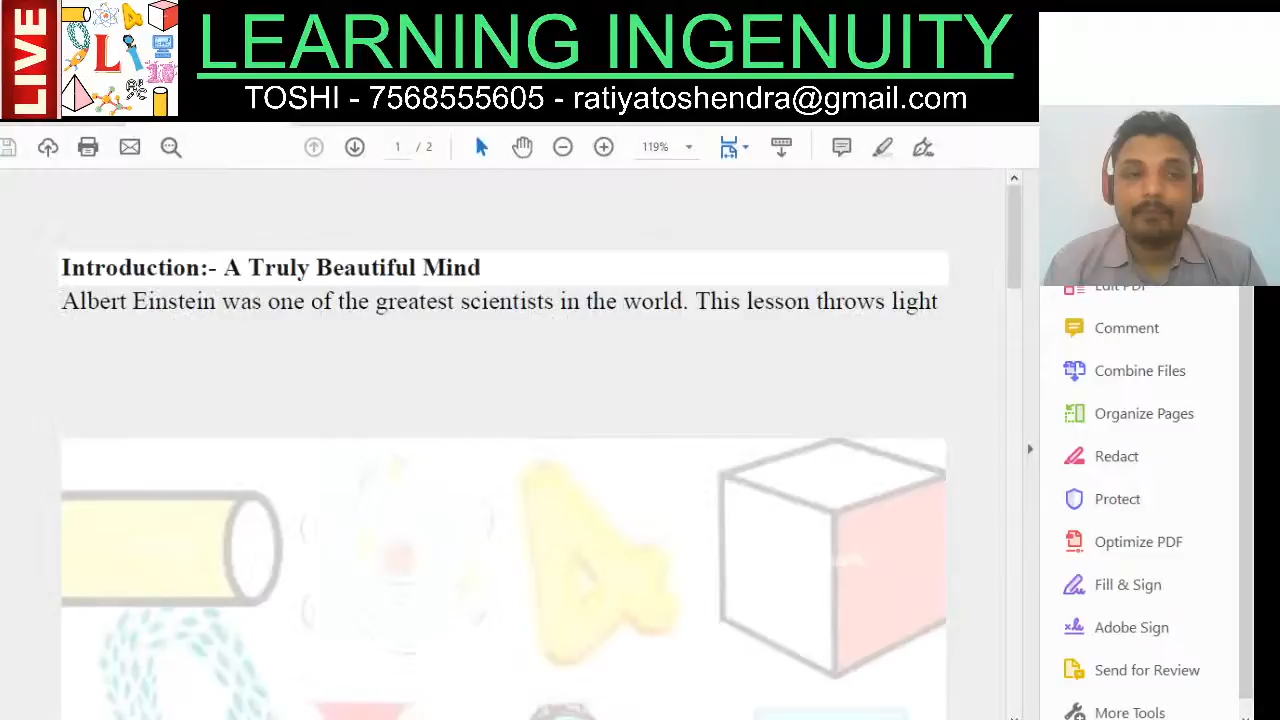 LIVE
L
LEARNING INGENUITY
TOSHI - 7568555605 - ratiyatoshendra@gmail.com
1 / 2
119%
Introduction:- A Truly Beautiful Mind
Albert Einstein was one of the greatest scientists in the world. This lesson throws light
Edit PDF
Comment
Combine Files
Organize Pages
Redact
Protect
Optimize PDF
Fill & Sign
Adobe Sign
Send for Review
More Tools